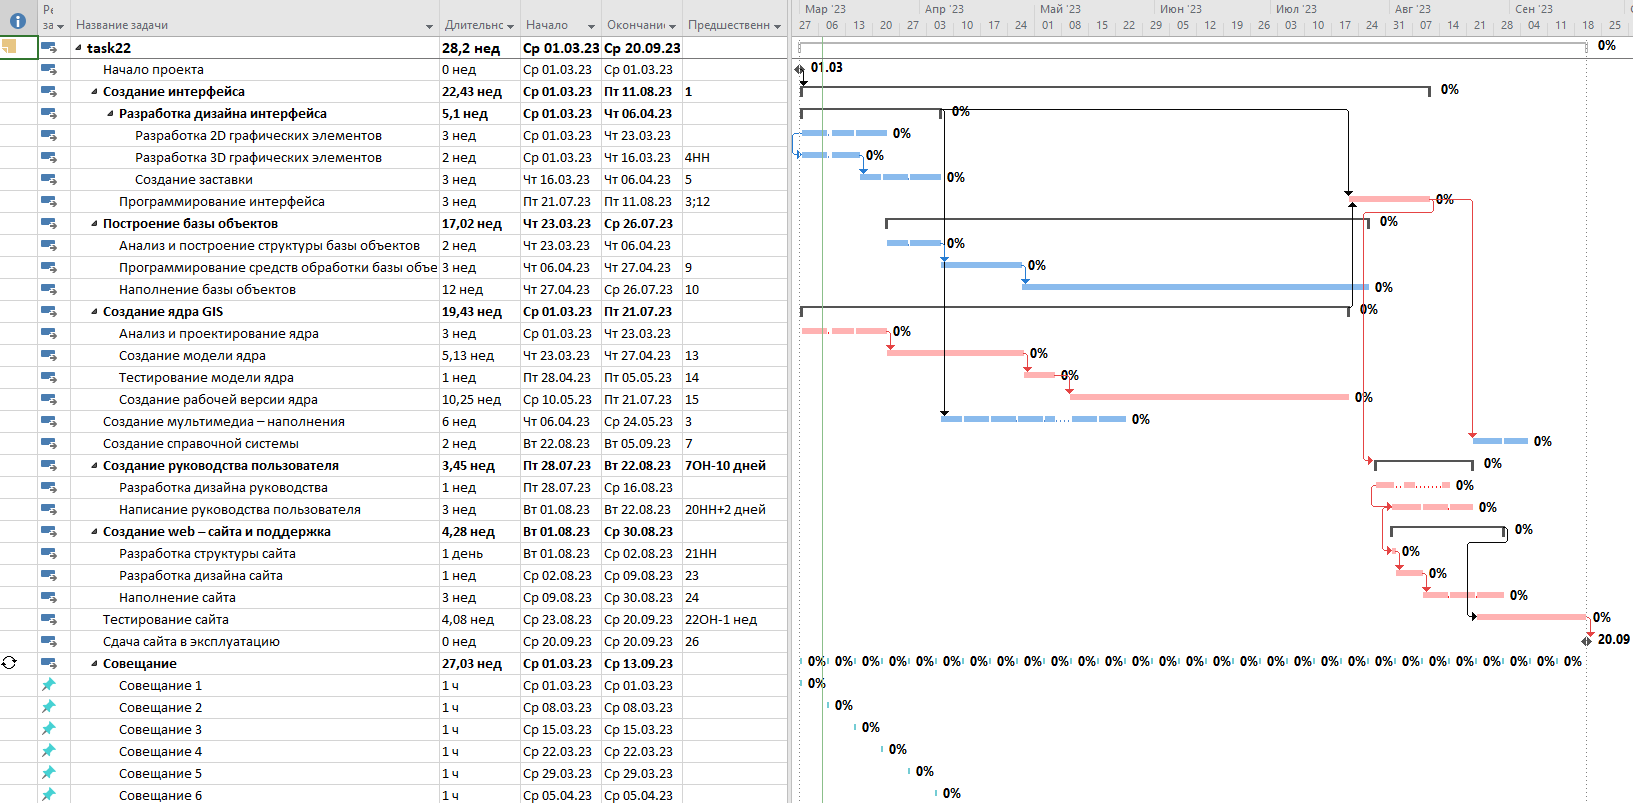 Ре
за
Название задачи
Длительнс
Начало
Окончание
Предшественн
Мар '23 Апр '23 Май '23 Июн '23 Июл '23 Авг '23 Сен '23
27 06 13 20 27 03 10 17 24 01 08 15 22 29 05 12 19 26 03 10 17 24 31 07 14 21 28 04 11 18 25
task22 28,2 нед Ср 01.03.23 Ср 20.09.23 0%
Начало проекта 0 нед Ср 01.03.23 Ср 01.03.23 01.03
Создание интерфейса 22,43 нед Ср 01.03.23 Пт 11.08.23 1 0%
Разработка дизайна интерфейса 5,1 нед Ср 01.03.23 Чт 06.04.23 0%
Разработка 2D графических элементов 3 нед Ср 01.03.23 Чт 23.03.23 0%
Разработка 3D графических элементов 2 нед Ср 01.03.23 Чт 16.03.23 4НН 0%
Создание заставки 3 нед Чт 16.03.23 Чт 06.04.23 5 0%
Программирование интерфейса 3 нед Пт 21.07.23 Пт 11.08.23 3;12 0%
Построение базы объектов 17,02 нед Чт 23.03.23 Ср 26.07.23 0%
Анализ и построение структуры базы объектов 2 нед Чт 23.03.23 Чт 06.04.23 0%
Программирование средств обработки базы объе 3 нед Чт 06.04.23 Чт 27.04.23 9 0%
Наполнение базы объектов 12 нед Чт 27.04.23 Ср 26.07.23 10 0%
Создание ядра GIS 19,43 нед Ср 01.03.23 Пт 21.07.23 0%
Анализ и проектирование ядра 3 нед Ср 01.03.23 Чт 23.03.23 0%
Создание модели ядра 5,13 нед Чт 23.03.23 Чт 27.04.23 13 0%
Тестирование модели ядра 1 нед Пт 28.04.23 Пт 05.05.23 14 0%
Создание рабочей версии ядра 10,25 нед Ср 10.05.23 Пт 21.07.23 15 0%
Создание мультимедиа – наполнения 6 нед Чт 06.04.23 Ср 24.05.23 3 0%
Создание справочной системы 2 нед Вт 22.08.23 Вт 05.09.23 7 0%
Создание руководства пользователя 3,45 нед Пт 28.07.23 Вт 22.08.23 7ОН-10 дней 0%
Разработка дизайна руководства 1 нед Пт 28.07.23 Ср 16.08.23 0%
Написание руководства пользователя 3 нед Вт 01.08.23 Вт 22.08.23 20НН+2 дней 0%
Создание web – сайта и поддержка 4,28 нед Вт 01.08.23 Ср 30.08.23 0%
Разработка структуры сайта 1 день Вт 01.08.23 Ср 02.08.23 21НН 0%
Разработка дизайна сайта 1 нед Ср 02.08.23 Ср 09.08.23 23 0%
Наполнение сайта 3 нед Ср 09.08.23 Ср 30.08.23 24 0%
Тестирование сайта 4,08 нед Ср 23.08.23 Ср 20.09.23 22ОН-1 нед 0%
Сдача сайта в эксплуатацию 0 нед Ср 20.09.23 Ср 20.09.23 26 20.09
Совещание 27,03 нед Ср 01.03.23 Ср 13.09.23 0% 0% 0% 0% 0% 0% 0% 0% 0% 0% 0% 0% 0% 0% 0% 0% 0% 0% 0% 0% 0% 0% 0% 0% 0% 0% 0% 0% 0%
Совещание 1 1 ч Ср 01.03.23 Ср 01.03.23 0%
Совещание 2 1 ч Ср 08.03.23 Ср 08.03.23 0%
Совещание 3 1 ч Ср 15.03.23 Ср 15.03.23 0%
Совещание 4 1 ч Ср 22.03.23 Ср 22.03.23 0%
Совещание 5 1 ч Ср 29.03.23 Ср 29.03.23 0%
Совещание 6 1 ч Ср 05.04.23 Ср 05.04.23 0%